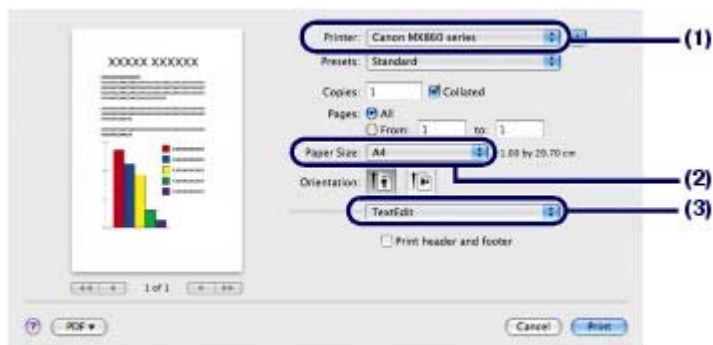 XXXXX XXXXXX
1 of 1
Printer: Canon MX860 series
Presets: Standard
Copies: 1 Collated
Pages: All
From: 1 to: 1
Paper Size: A4 21.00 by 29.70 cm
Orientation:
TextEdit
Print header and footer
? PDF Cancel Print
(1)
(2)
(3)